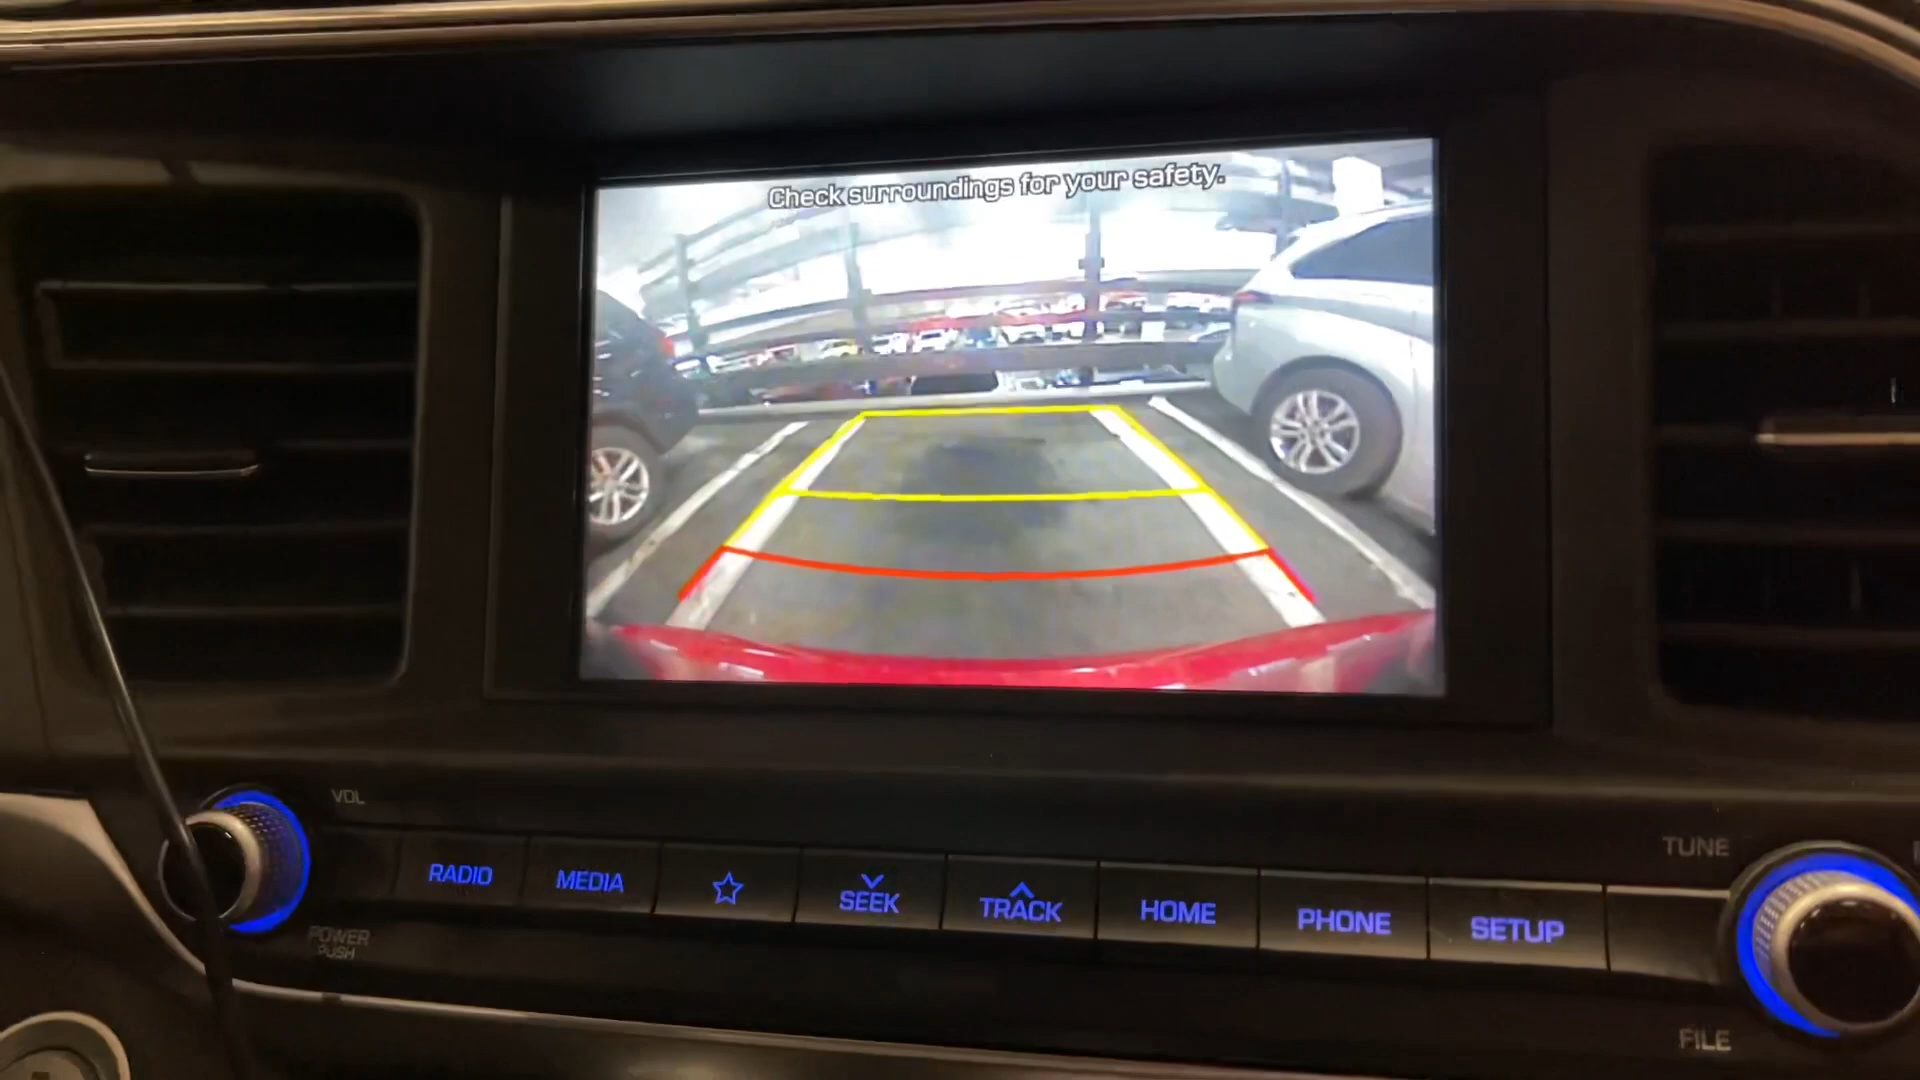 Check surroundings for your safety.
VOL
RADIO
MEDIA
SEEK
TRACK
HOME
PHONE
SETUP
TUNE
POWER
PUSH
FILE